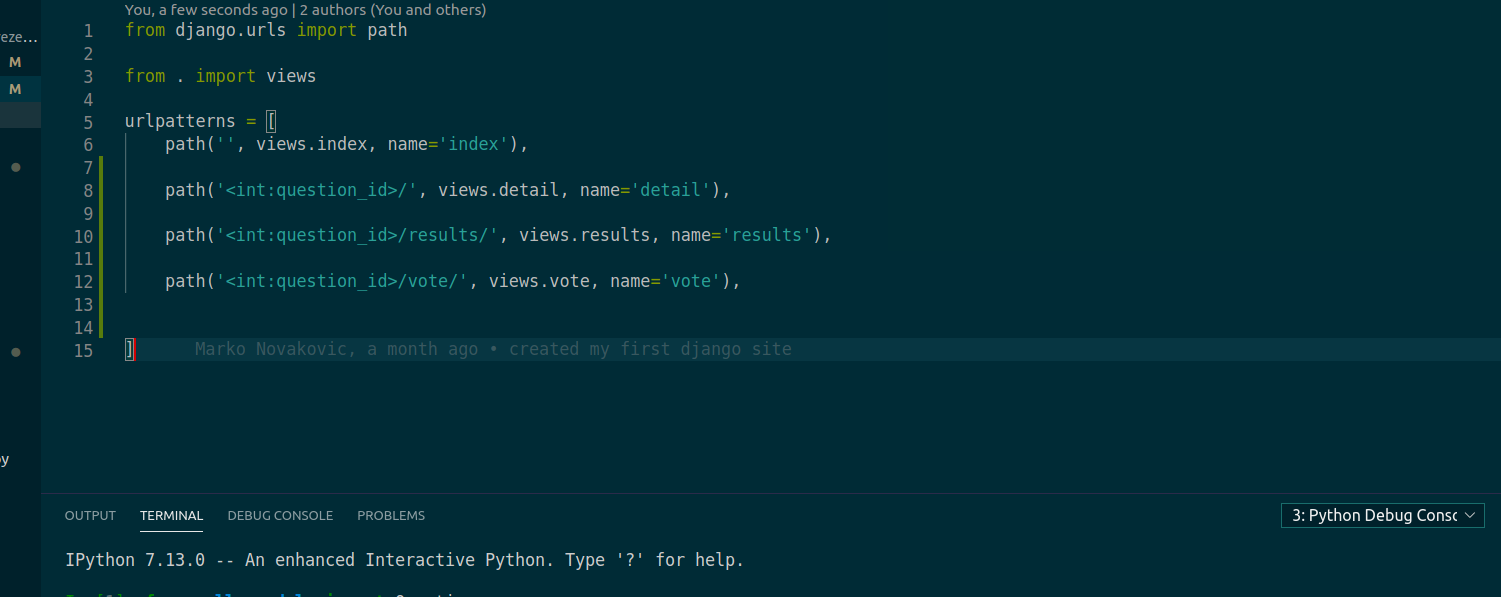 You, a few seconds ago | 2 authors (You and others)
1 from django.urls import path
eze…
2
M
3 from . import views
M
4
5 urlpatterns = [
6 path('', views.index, name='index'),
7
8 path('<int:question_id>/', views.detail, name='detail'),
9
10 path('<int:question_id>/results/', views.results, name='results'),
11
12 path('<int:question_id>/vote/', views.vote, name='vote'),
13
14
15 ] Marko Novakovic, a month ago • created my first django site
py
OUTPUT TERMINAL DEBUG CONSOLE PROBLEMS 3: Python Debug Consc
IPython 7.13.0 -- An enhanced Interactive Python. Type '?' for help.